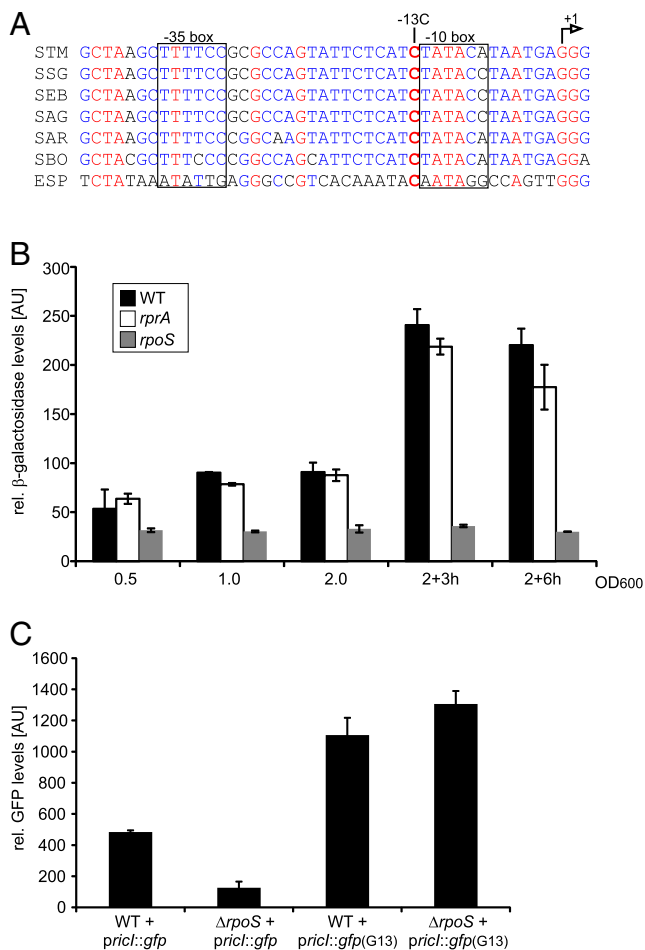 A
-13C
+1
-35 box
-10 box
STM GCTAAGCTTTTCCGCGCCAGTATTCTCATCTATACATAATGAGGG
SSG GCTAAGCTTTTCCGCGCCAGTATTCTCATCTATACCTAATGAGGG
SEB GCTAAGCTTTTCCGCGCCAGTATTCTCATCTATACCTAATGAGGG
SAG GCTAAGCTTTTCCGCGCCAGTATTCTCATCTATACCTAATGAGGG
SAR GCTAAGCTTTTCCCGGCAAGTATTCTCATCTATACATAATGAGGG
SBO GCTACGCTTTCCCCGGCCAGCATTCTCATCTATACATAATGAGGA
ESP TCTATAAATATTGAGGGCCGTCACAAATACAATAGGCCAGTTGGG
B
rel. β-galactosidase levels [AU]
300
250
200
150
100
50
0
WT
rprA
rpoS
0.5 1.0 2.0 2+3h 2+6h OD600
C
rel. GFP levels [AU]
1600
1400
1200
1000
800
600
400
200
0
WT + ΔrpoS + WT + ΔrpoS +
pricI::gfp pricI::gfp pricI::gfp(G13) pricI::gfp(G13)